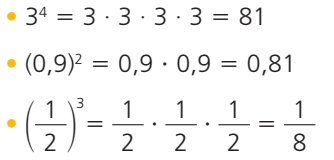 • 3⁴ = 3 · 3 · 3 · 3 = 81
• (0,9)² = 0,9 · 0,9 = 0,81
• (1/2)³ = 1/2 · 1/2 · 1/2 = 1/8